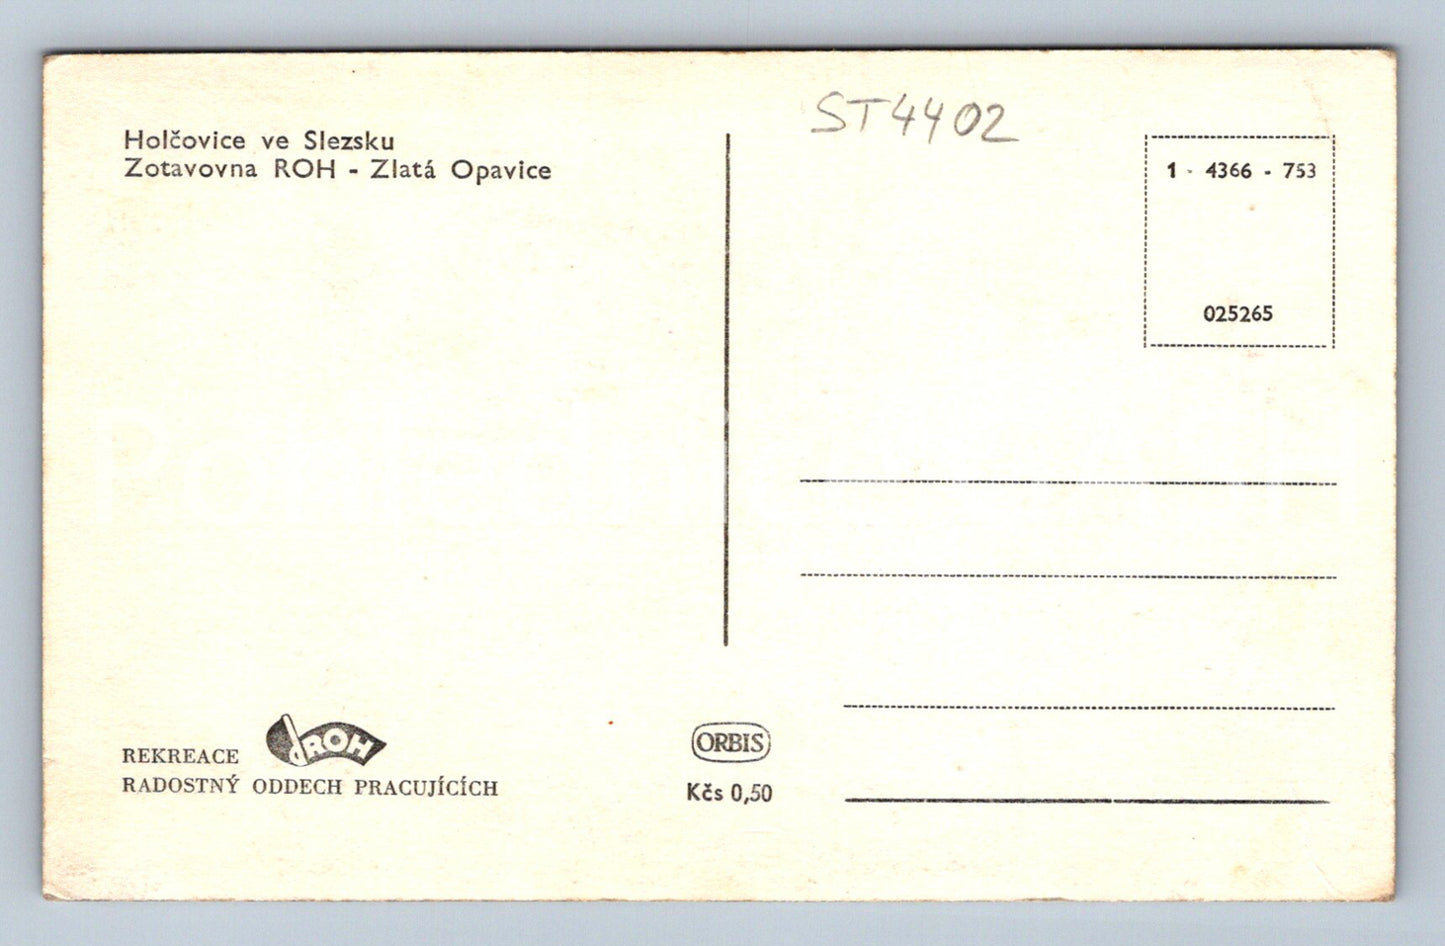 Holčovice ve Slezsku
Zotavovna ROH - Zlatá Opavice
ST4402
1 - 4366 - 753
025265
REKREACE ROH
RADOSTNÝ ODDECH PRACUJÍCÍCH
ORBIS
Kčs 0,50